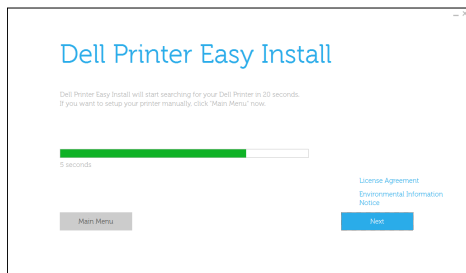 Dell Printer Easy Install
Dell Printer Easy Install will start searching for your Dell Printer in 20 seconds.
If you want to setup your printer manually, click "Main Menu" now.
5 seconds
License Agreement
Environmental Information
Notice
Main Menu
Next